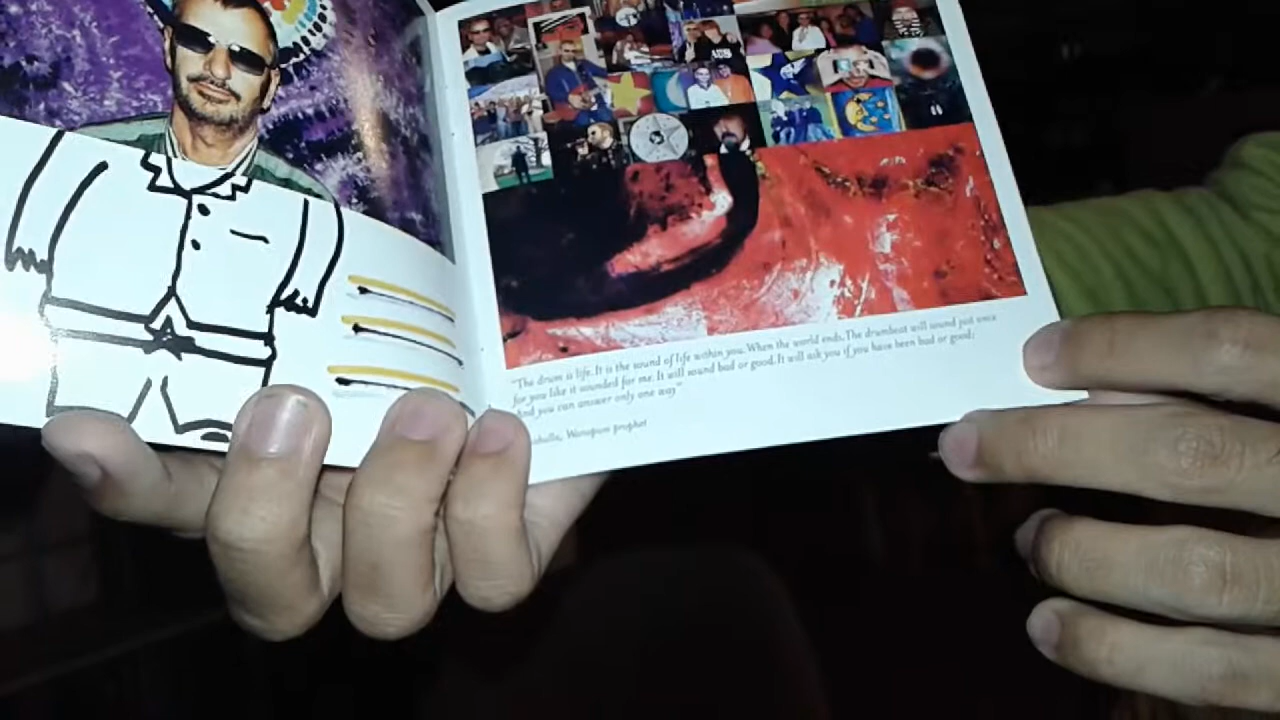 "The drum is life. It is the sound of life within you. When the world ends, The drumbeat will sound just once
for you like it sounded for me. It will sound bad or good. It will ask you if you have been bad or good;
And you can answer only one way"
Wanapum prophet